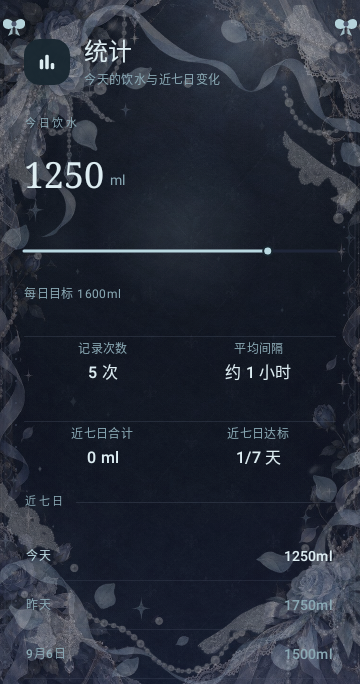 统计
今天的饮水与近七日变化
今日饮水
1250 ml
每日目标 1600ml
记录次数
平均间隔
5 次
约 1 小时
近七日合计
近七日达标
0 ml
1/7 天
近七日
今天
1250ml
昨天
1750ml
9月6日
1500ml